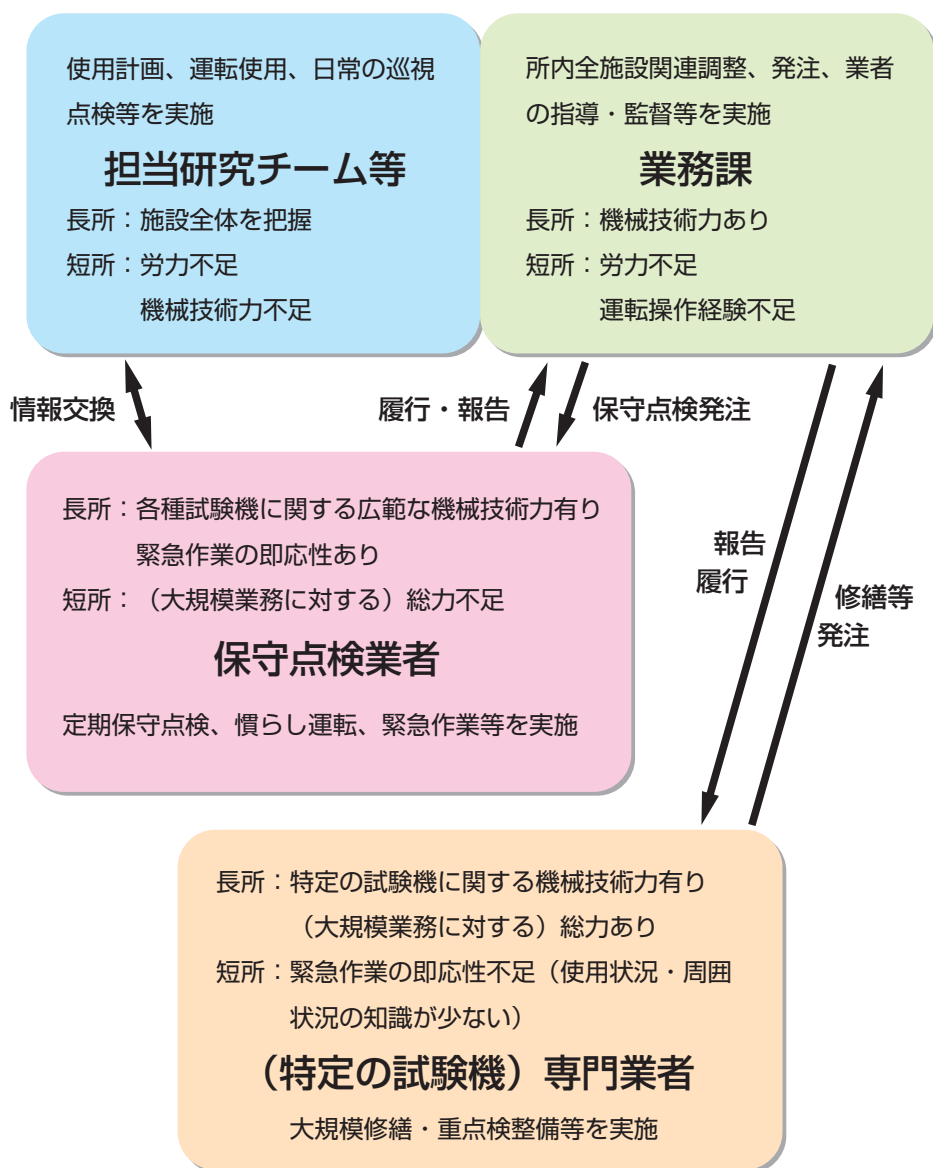 使用計画、運転使用、日常の巡視
点検等を実施
担当研究チーム等
長所：施設全体を把握
短所：労力不足
機械技術力不足
所内全施設関連調整、発注、業者
の指導・監督等を実施
業務課
長所：機械技術力あり
短所：労力不足
運転操作経験不足
情報交換
履行・報告
保守点検発注
長所：各種試験機に関する広範な機械技術力有り
緊急作業の即応性あり
短所：（大規模業務に対する）総力不足
保守点検業者
定期保守点検、慣らし運転、緊急作業等を実施
報告
履行
修繕等
発注
長所：特定の試験機に関する機械技術力有り
（大規模業務に対する）総力あり
短所：緊急作業の即応性不足（使用状況・周囲
状況の知識が少ない）
（特定の試験機）専門業者
大規模修繕・重点検整備等を実施